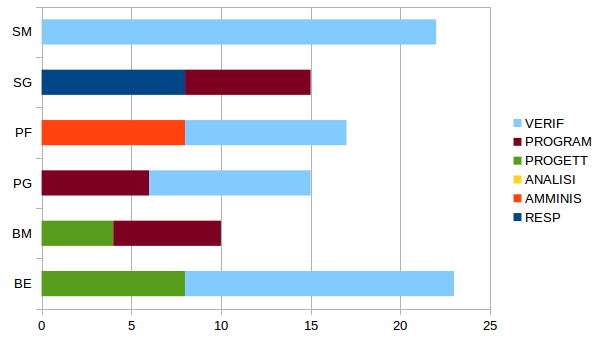 SM
SG
PF
PG
BM
BE
0 5 10 15 20 25
VERIF
PROGRAM
PROGETT
ANALISI
AMMINIS
RESP